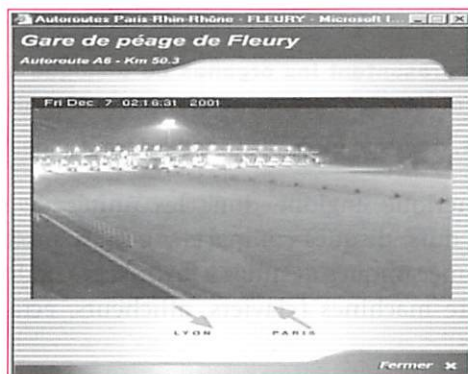 Autoroutes Paris-Rhin-Rhône - FLEURY - Microsoft I...
Gare de péage de Fleury
Autoroute A6 - Km 50.3
Fri Dec 7 02:16:31 2001
LYON PARIS
Fermer